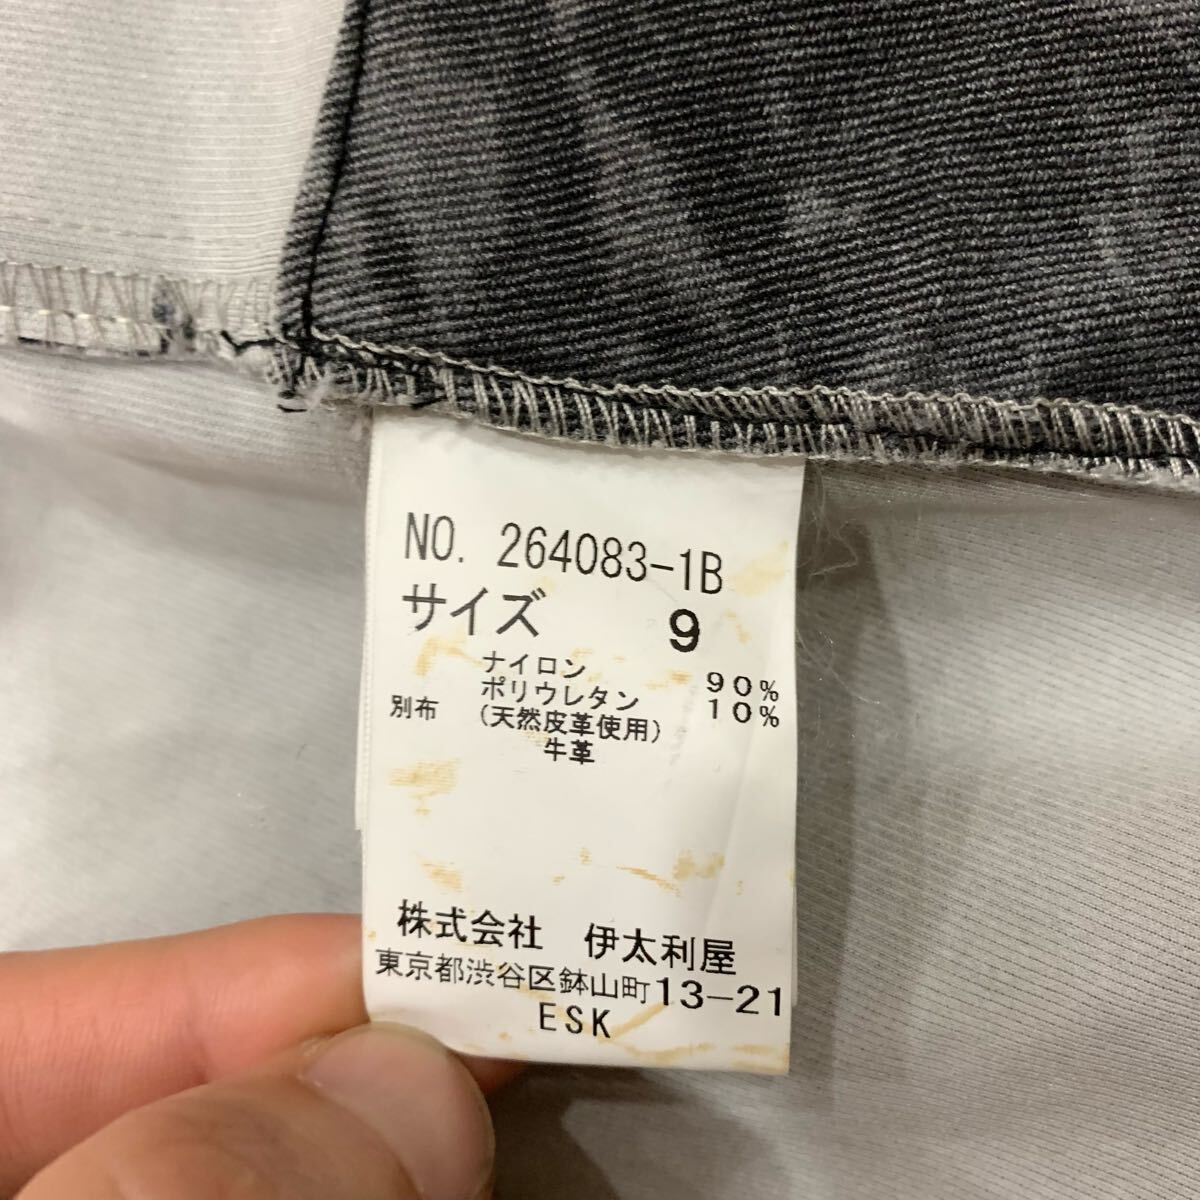 NO. 264083-1B
サイズ 9
ナイロン 90%
ポリウレタン 10%
別布 (天然皮革使用)
牛革
株式会社 伊太利屋
東京都渋谷区鉢山町13-21
ESK